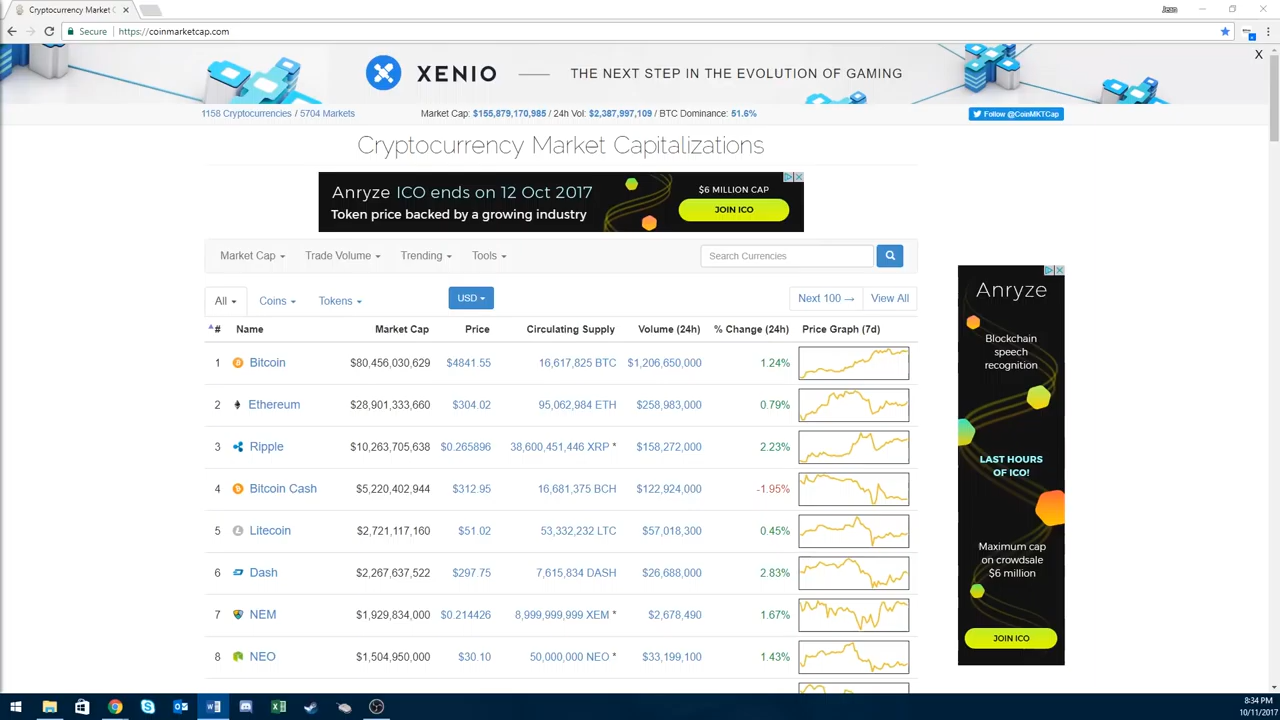 Cryptocurrency Market C
Secure https://coinmarketcap.com
XENIO THE NEXT STEP IN THE EVOLUTION OF GAMING X
1158 Cryptocurrencies / 5704 Markets Market Cap: $155,879,170,985 / 24h Vol: $2,387,997,109 / BTC Dominance: 51.6% Follow @CoinMKTCap
Cryptocurrency Market Capitalizations
Anryze ICO ends on 12 Oct 2017
Token price backed by a growing industry
$6 MILLION CAP
JOIN ICO
Market Cap Trade Volume Trending Tools Search Currencies
All Coins Tokens USD Next 100 → View All
# Name Market Cap Price Circulating Supply Volume (24h) % Change (24h) Price Graph (7d)
1 Bitcoin $80,456,030,629 $4841.55 16,617,825 BTC $1,206,650,000 1.24%
2 Ethereum $28,901,333,660 $304.02 95,062,984 ETH $258,983,000 0.79%
3 Ripple $10,263,705,638 $0.265896 38,600,451,446 XRP * $158,272,000 2.23%
4 Bitcoin Cash $5,220,402,944 $312.95 16,681,375 BCH $122,924,000 -1.95%
5 Litecoin $2,721,117,160 $51.02 53,332,232 LTC $57,018,300 0.45%
6 Dash $2,267,637,522 $297.75 7,615,834 DASH $26,688,000 2.83%
7 NEM $1,929,834,000 $0.214426 8,999,999,999 XEM * $2,678,490 1.67%
8 NEO $1,504,950,000 $30.10 50,000,000 NEO * $33,199,100 1.43%
Anryze
Blockchain
speech
recognition
LAST HOURS
OF ICO!
Maximum cap
on crowdsale
$6 million
JOIN ICO
8:34 PM
10/11/2017